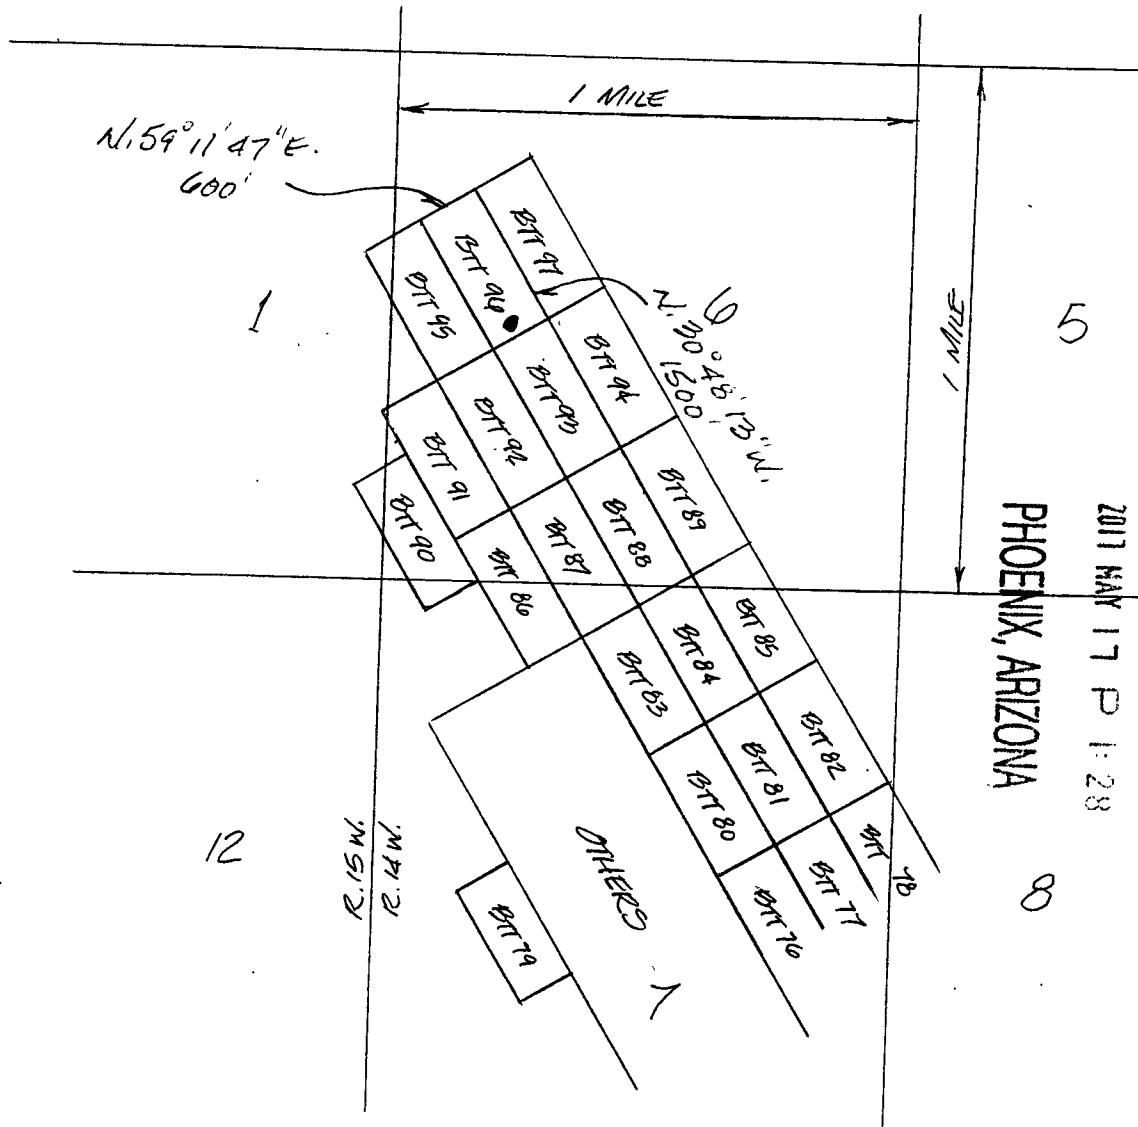 1 MILE
N.59°11'47"E.
600'
BTT 97
BTT 96
BTT 95
6
N.30°48'13"W.
1500'
1
5
1 MILE
BTT 94
BTT 93
BTT 92
BTT 91
BTT 90
BTT 89
BTT 88
BTT 87
BTT 86
2017 MAY 17 P 1:28
PHOENIX, ARIZONA
BTT 85
BTT 84
BTT 83
BTT 82
BTT 81
BTT 80
12
R.15W.
R.14W.
OTHERS
7
BTT 79
BTT 78
BTT 77
BTT 76
8